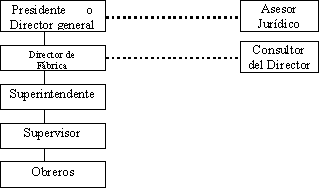 Presidente o
Director general
Asesor
Jurídico
Director de
Fábrica
Consultor
del Director
Superintendente
Supervisor
Obreros